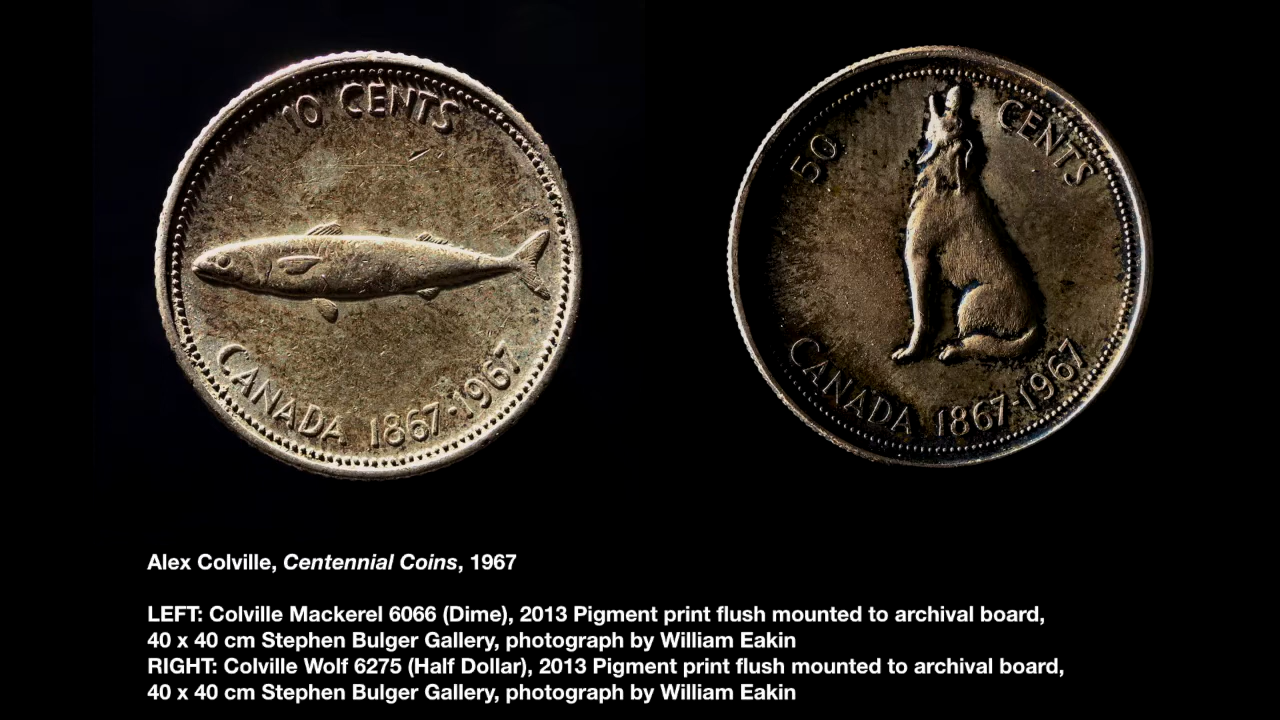 10 CENTS
CANADA 1867·1967
50 CENTS
CANADA 1867-1967
Alex Colville, Centennial Coins, 1967
LEFT: Colville Mackerel 6066 (Dime), 2013 Pigment print flush mounted to archival board,
40 x 40 cm Stephen Bulger Gallery, photograph by William Eakin
RIGHT: Colville Wolf 6275 (Half Dollar), 2013 Pigment print flush mounted to archival board,
40 x 40 cm Stephen Bulger Gallery, photograph by William Eakin